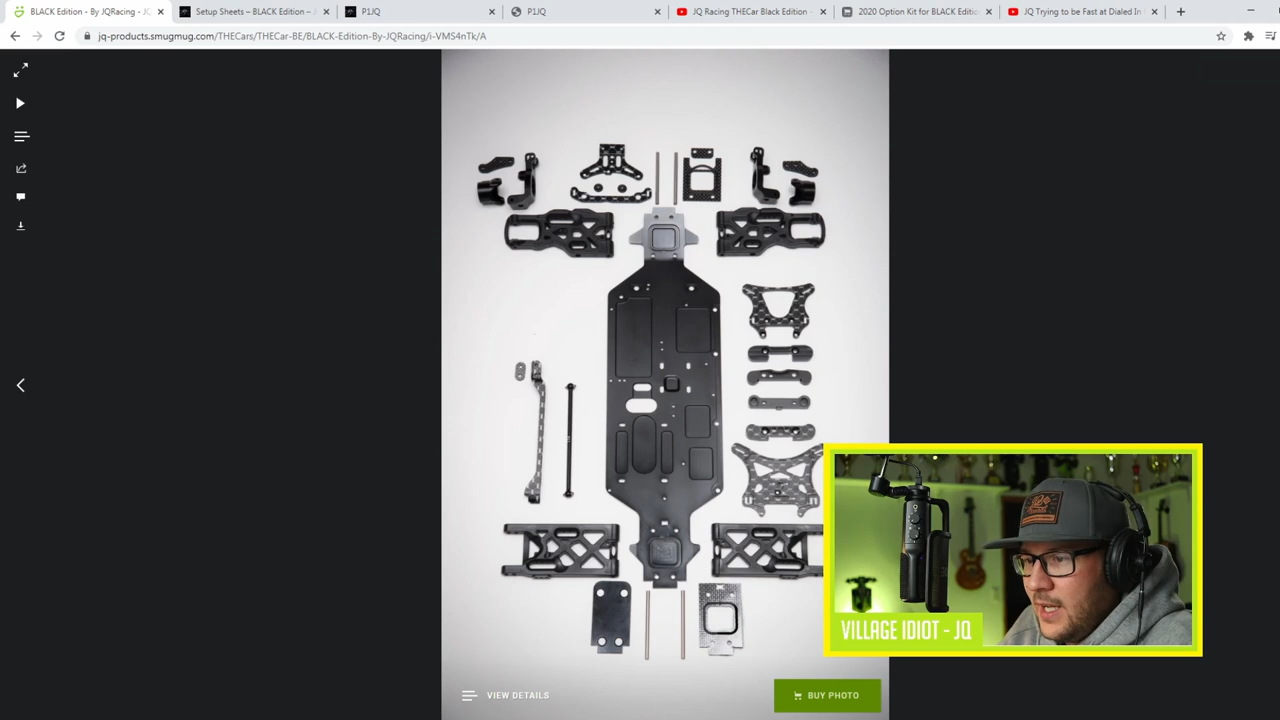 BLACK Edition - By JQRacing - JQ
Setup Sheets – BLACK Edition –
P1JQ
P1JQ
JQ Racing THECar Black Edition -
2020 Option Kit for BLACK Editio
JQ Trying to be Fast at Dialed In
jq-products.smugmug.com/THECars/THECar-BE/BLACK-Edition-By-JQRacing/i-VMS4nTk/A
VILLAGE IDIOT - JQ
VIEW DETAILS
BUY PHOTO